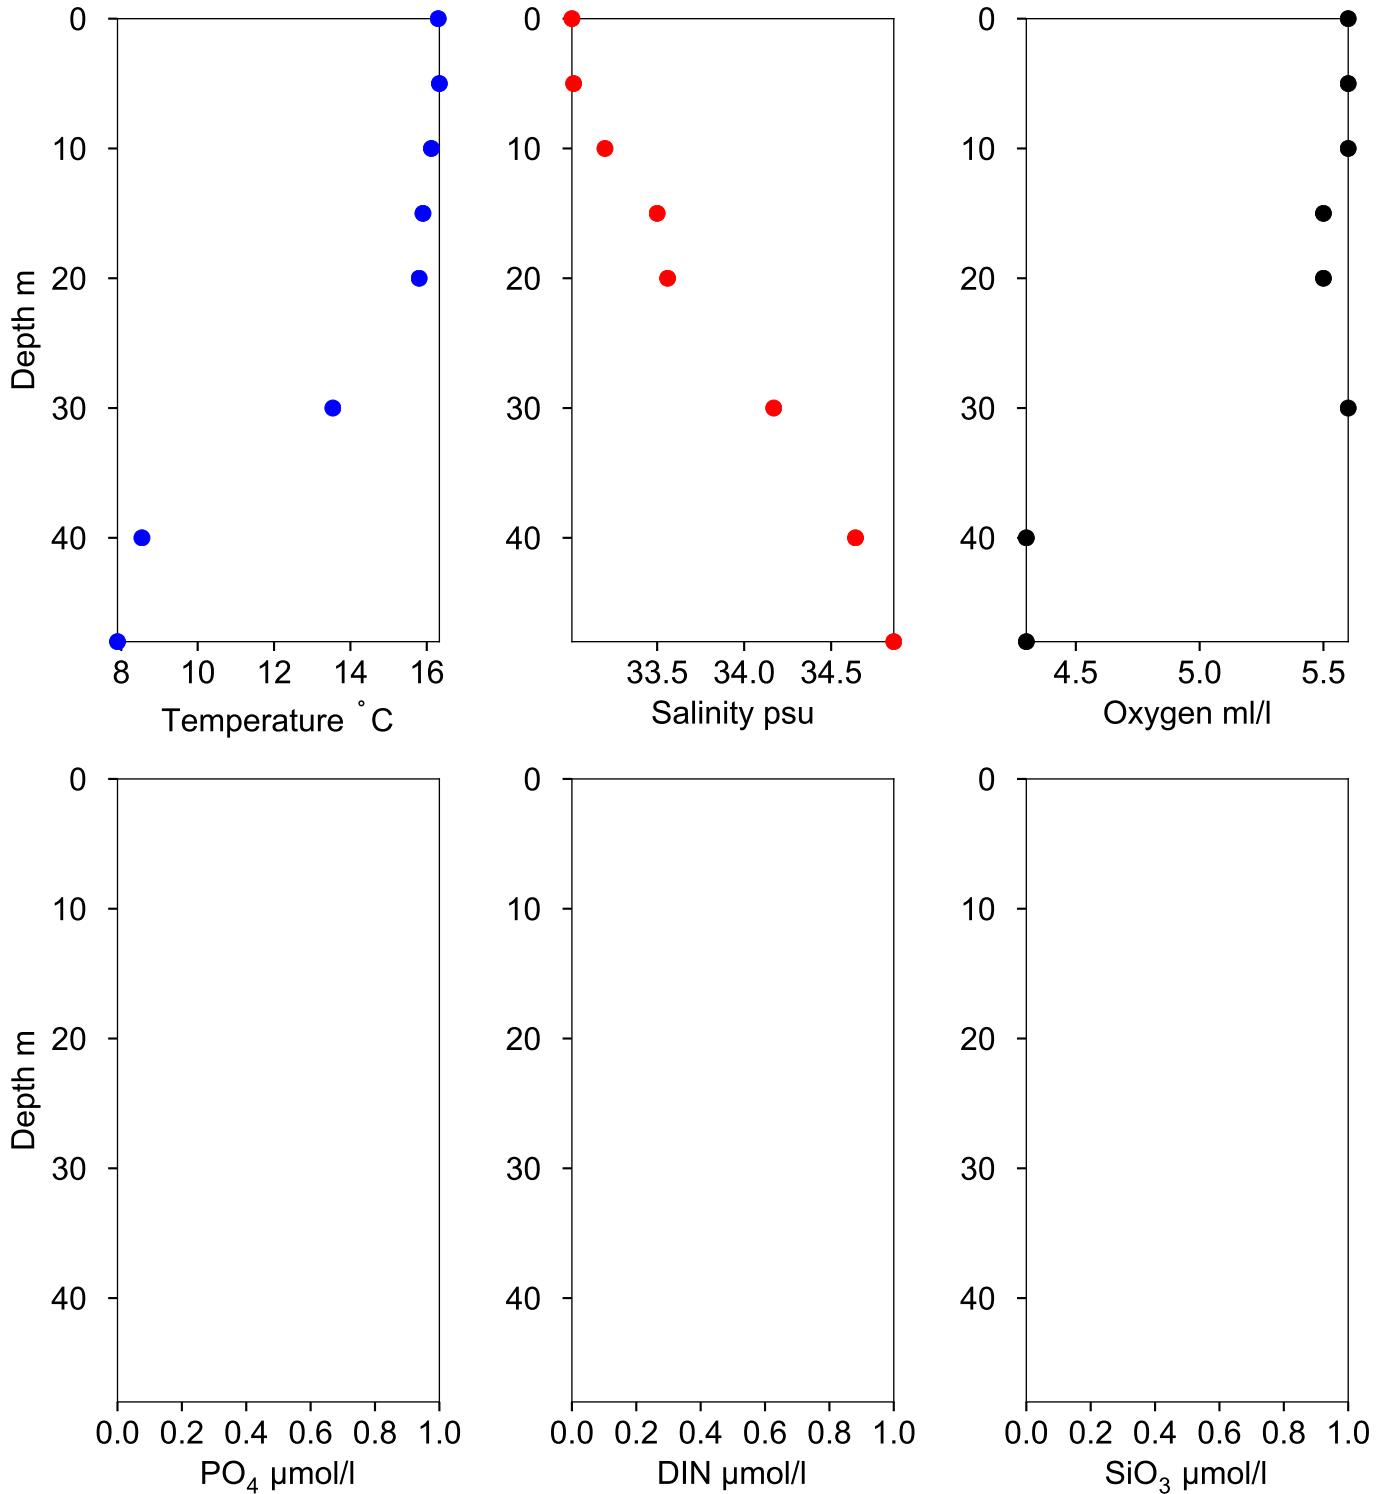 0 0 0
10 10 10
20 20 20
Depth m
30 30 30
40 40 40
8 10 12 14 16 33.5 34.0 34.5 4.5 5.0 5.5
Temperature °C Salinity psu Oxygen ml/l
0 0 0
10 10 10
20 20 20
Depth m
30 30 30
40 40 40
0.0 0.2 0.4 0.6 0.8 1.0 0.0 0.2 0.4 0.6 0.8 1.0 0.0 0.2 0.4 0.6 0.8 1.0
PO₄ µmol/l DIN µmol/l SiO₃ µmol/l